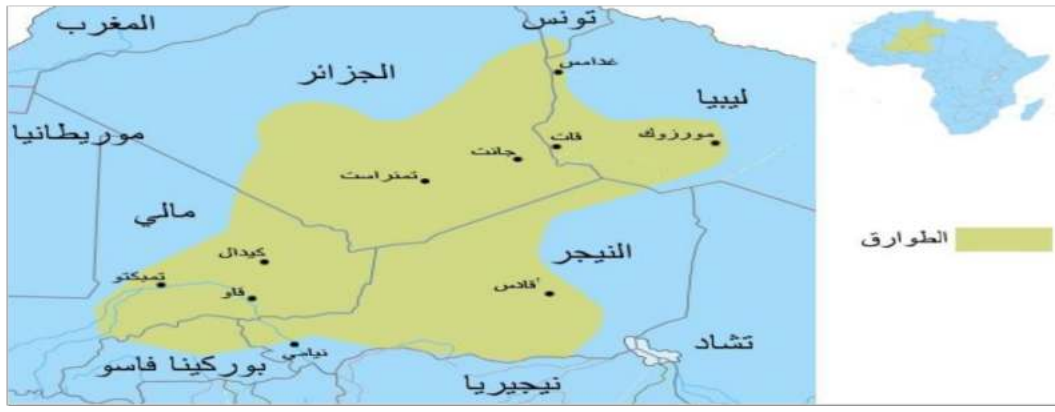 المغرب
تونس
الجزائر
غدامس
ليبيا
موريطانيا
مورزوك
قات
جانت
تمنراست
مالي
الطوارق
النيجر
كيدال
تمبكتو
قاو
أقادس
نيامي
تشاد
بوركينا فاسو
نيجيريا